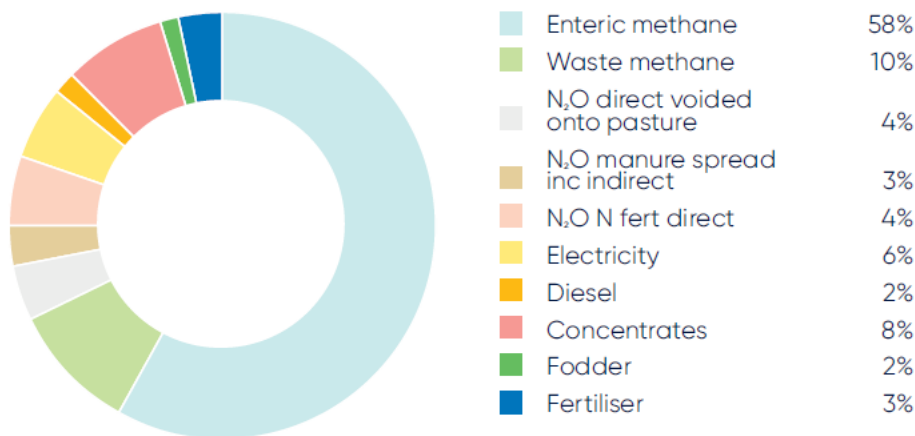 Enteric methane 58%
Waste methane 10%
N₂O direct voided
onto pasture 4%
N₂O manure spread
inc indirect 3%
N₂O N fert direct 4%
Electricity 6%
Diesel 2%
Concentrates 8%
Fodder 2%
Fertiliser 3%